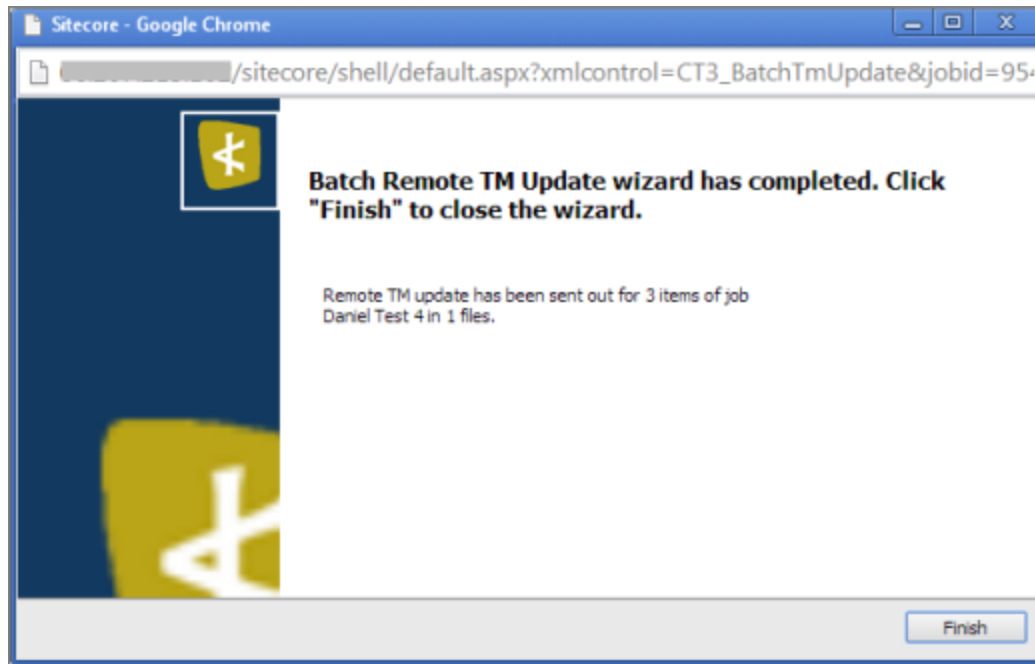 Sitecore - Google Chrome
/sitecore/shell/default.aspx?xmlcontrol=CT3_BatchTmUpdate&jobid=954
Batch Remote TM Update wizard has completed. Click
"Finish" to close the wizard.
Remote TM update has been sent out for 3 items of job
Daniel Test 4 in 1 files.
Finish